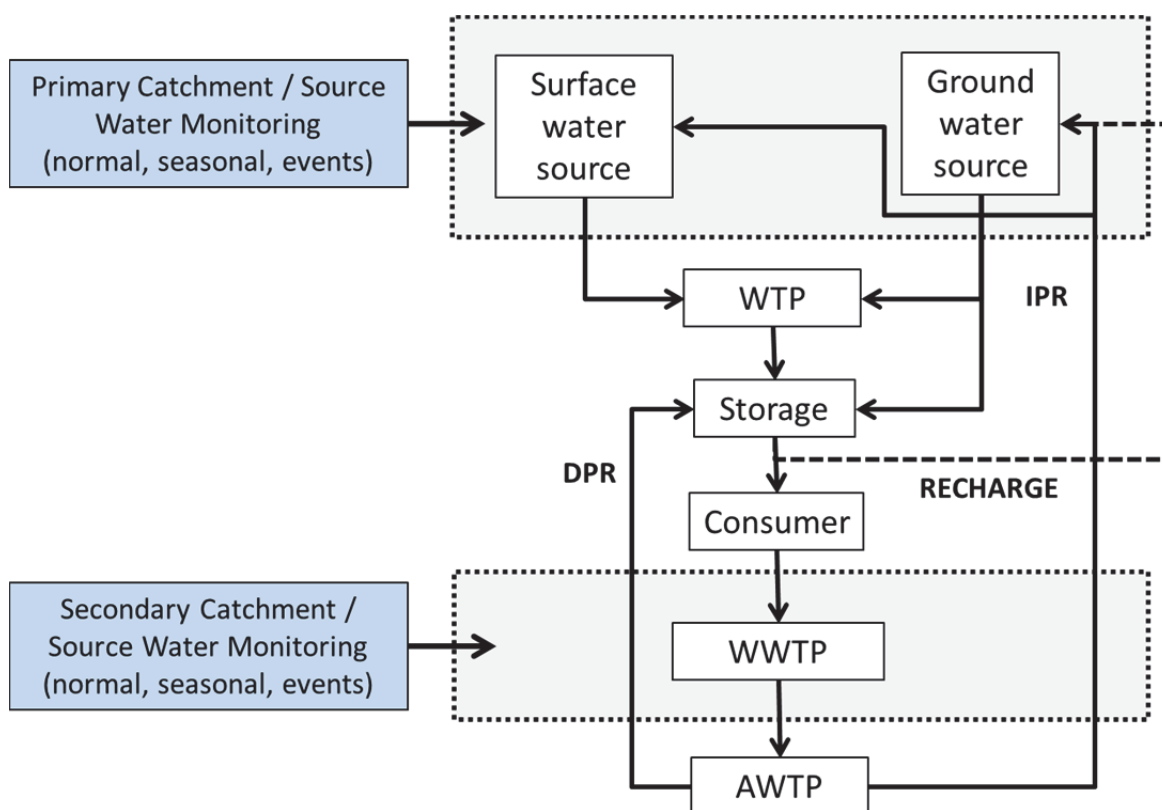 Primary Catchment / Source
Water Monitoring
(normal, seasonal, events)
Surface
water
source
Ground
water
source
WTP
IPR
Storage
DPR
RECHARGE
Consumer
Secondary Catchment /
Source Water Monitoring
(normal, seasonal, events)
WWTP
AWTP